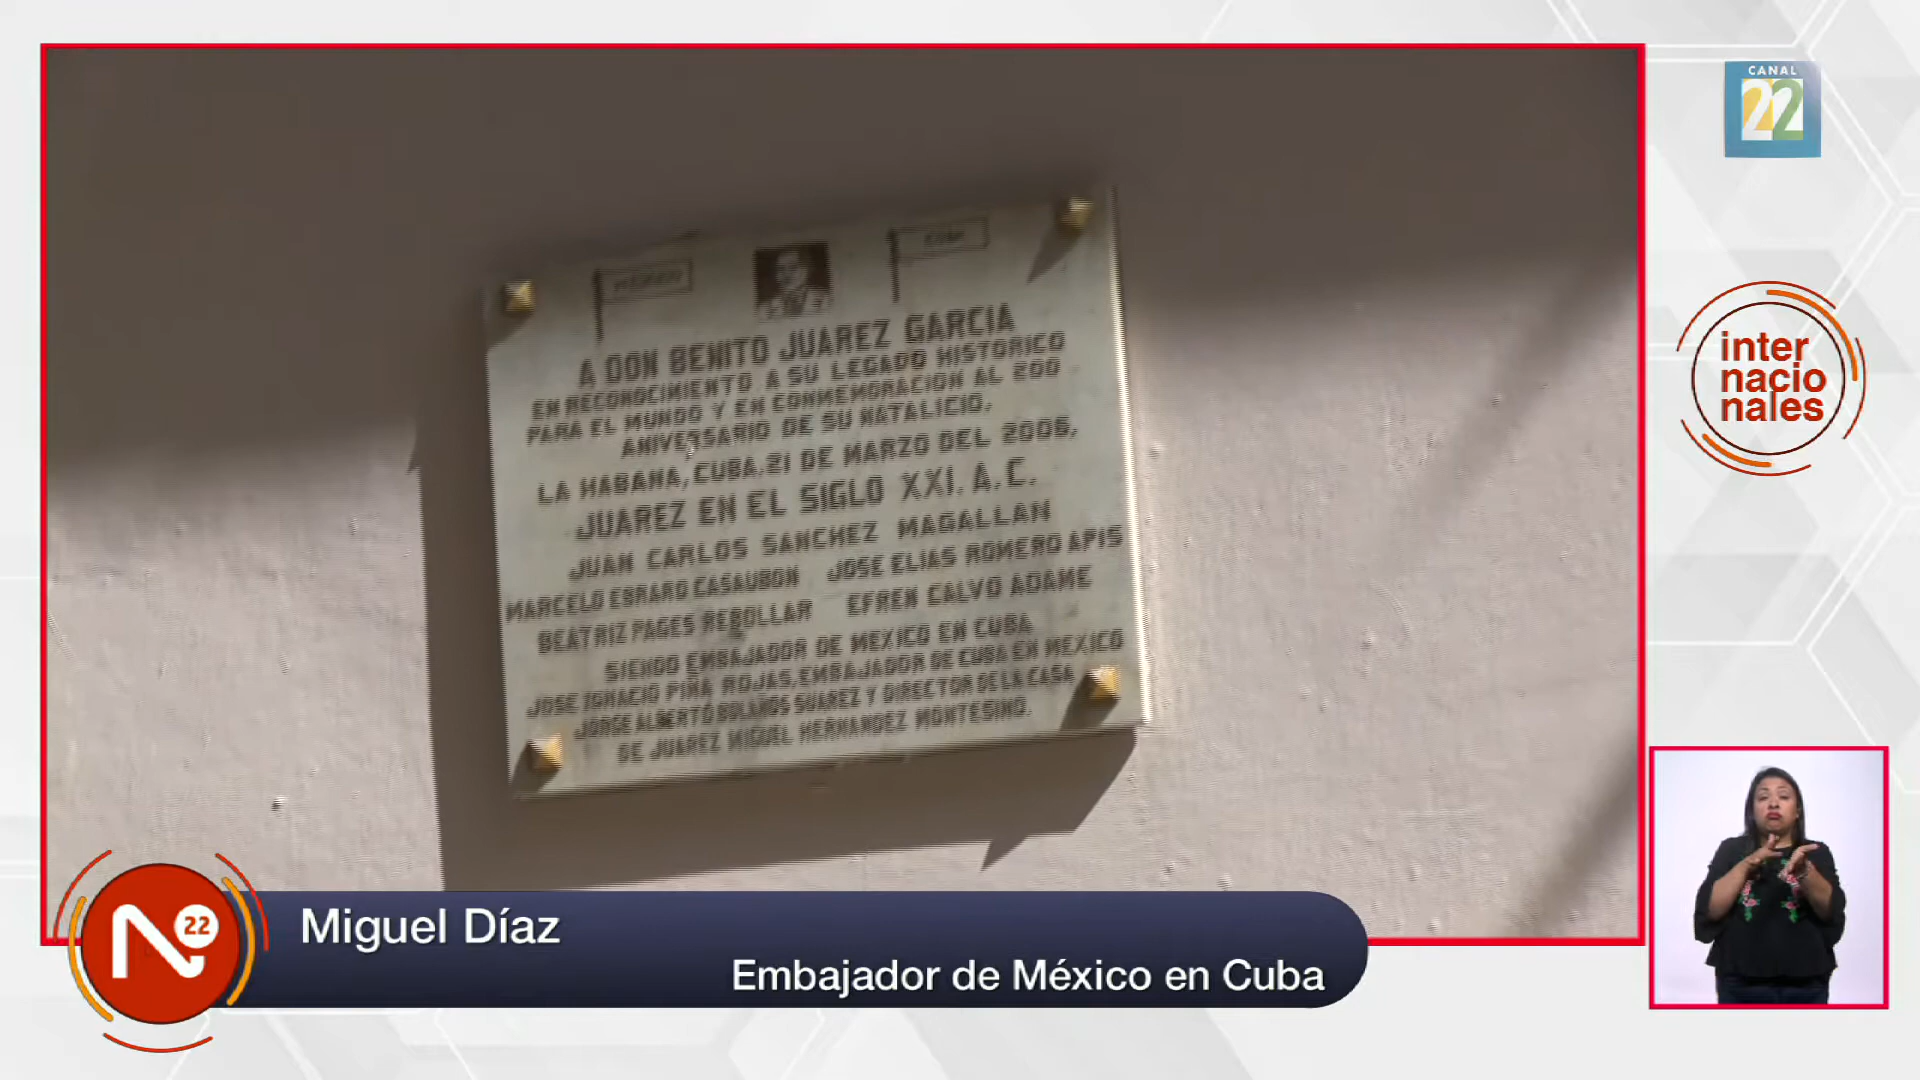 CANAL
22
MEXICO
CUBA
A DON BENITO JUAREZ GARCIA
EN RECONOCIMIENTO A SU LEGADO HISTORICO
PARA EL MUNDO Y EN CONMEMORACION AL 200
ANIVERSARIO DE SU NATALICIO.
LA HABANA, CUBA, 21 DE MARZO DEL 2006,
JUAREZ EN EL SIGLO XXI. A.C.
JUAN CARLOS SANCHEZ MAGALLAN
MARCELO EBRARD CASAUBON JOSE ELIAS ROMERO APIS
BEATRIZ PAGES REBOLLAR EFREN CALVO ADAME
SIENDO EMBAJADOR DE MEXICO EN CUBA
JOSE IGNACIO PIÑA ROJAS, EMBAJADOR DE CUBA EN MEXICO
JORGE ALBERTO BOLAÑOS SUAREZ Y DIRECTOR DE LA CASA
DE JUAREZ MIGUEL HERNANDEZ MONTESINO.
inter
nacio
nales
N 22
Miguel Díaz
Embajador de México en Cuba